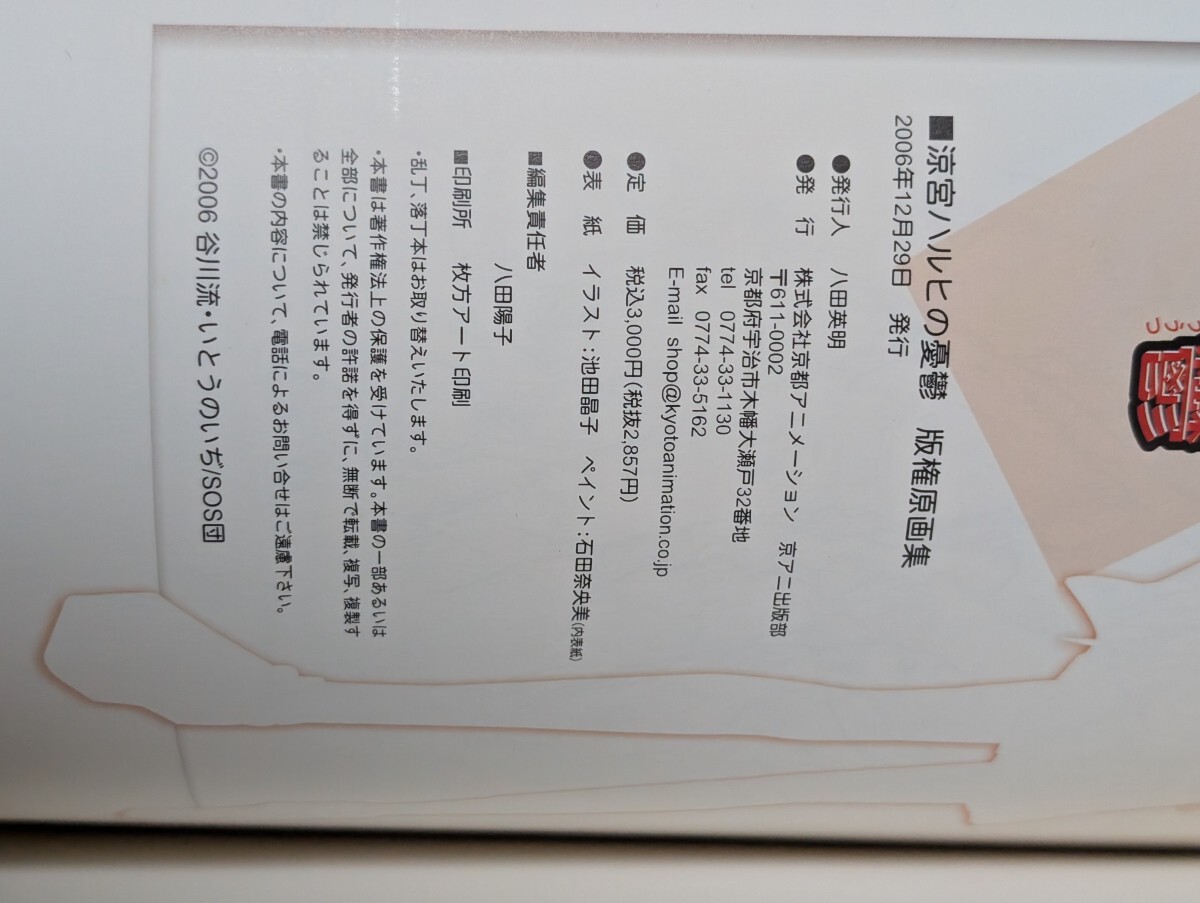 ■涼宮ハルヒの憂鬱　版権原画集
2006年12月29日　発行
●発行人　八田英明
●発　行　株式会社京都アニメーション　京アニ出版部
〒611-0002
京都府宇治市木幡大瀬戸32番地
tel　0774-33-1130
fax　0774-33-5162
E-mail　shop@kyotoanimation.co.jp
●定　価　税込3,000円（税抜2,857円）
●表　紙　イラスト：池田晶子　ペイント：石田奈央美（内表紙）
■編集責任者
八田陽子
■印刷所　枚方アート印刷
・乱丁、落丁本はお取り替えいたします。
・本書は著作権法上の保護を受けています。本書の一部あるいは
全部について、発行者の許諾を得ずに、無断で転載、複写、複製す
ることは禁じられています。
・本書の内容について、電話によるお問い合せはご遠慮下さい。
©2006 谷川流・いとうのいぢ/SOS団